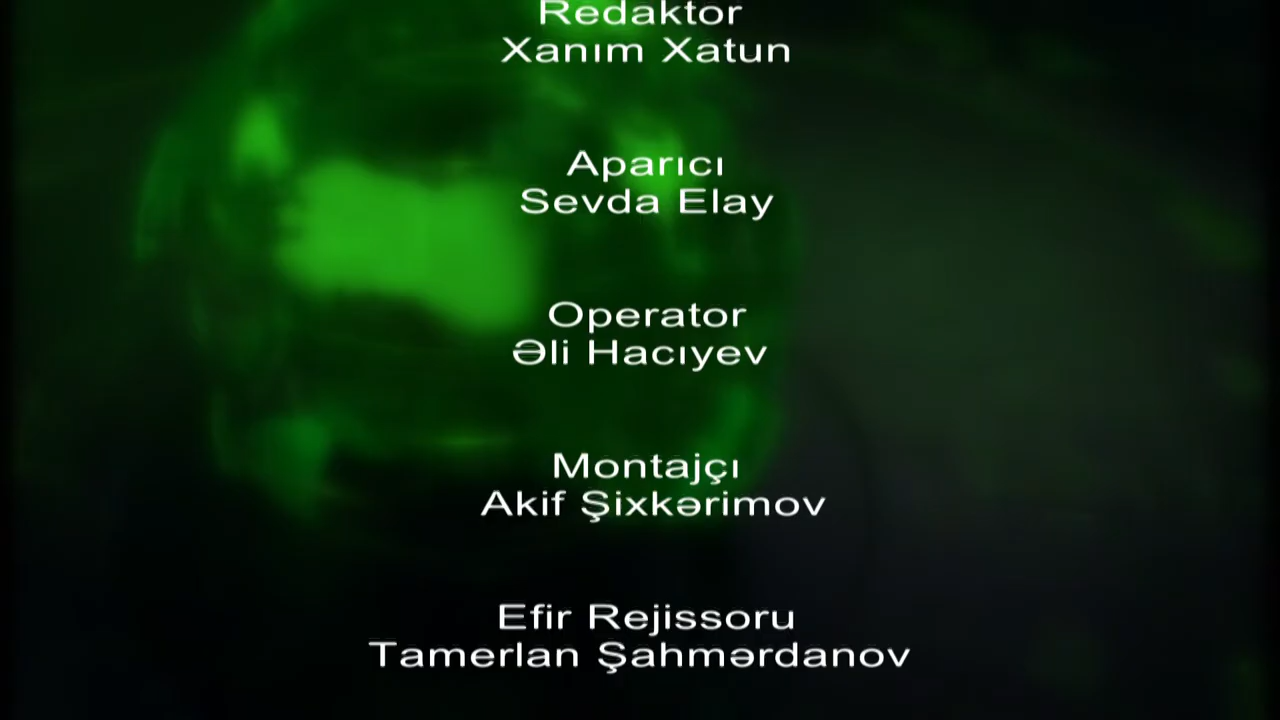 Redaktor
Xanım Xatun
Aparıcı
Sevda Elay
Operator
Əli Hacıyev
Montajçı
Akif Şixkərimov
Efir Rejissoru
Tamerlan Şahmərdanov